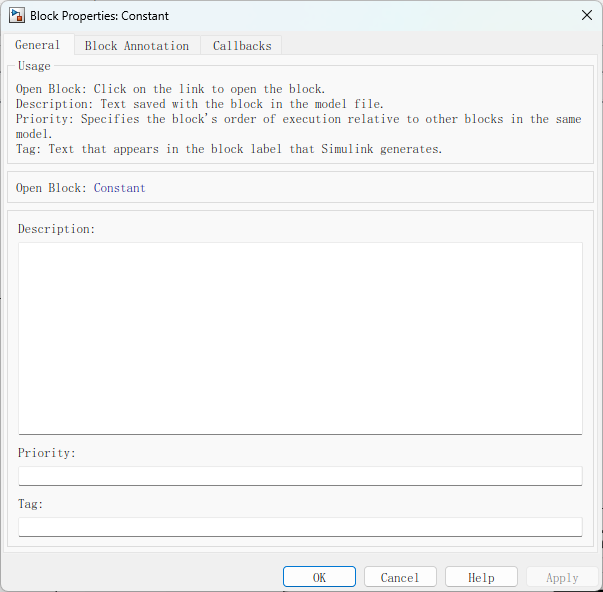 Block Properties: Constant
General Block Annotation Callbacks
Usage
Open Block: Click on the link to open the block.
Description: Text saved with the block in the model file.
Priority: Specifies the block's order of execution relative to other blocks in the same
model.
Tag: Text that appears in the block label that Simulink generates.
Open Block: Constant
Description:
Priority:
Tag:
OK Cancel Help Apply